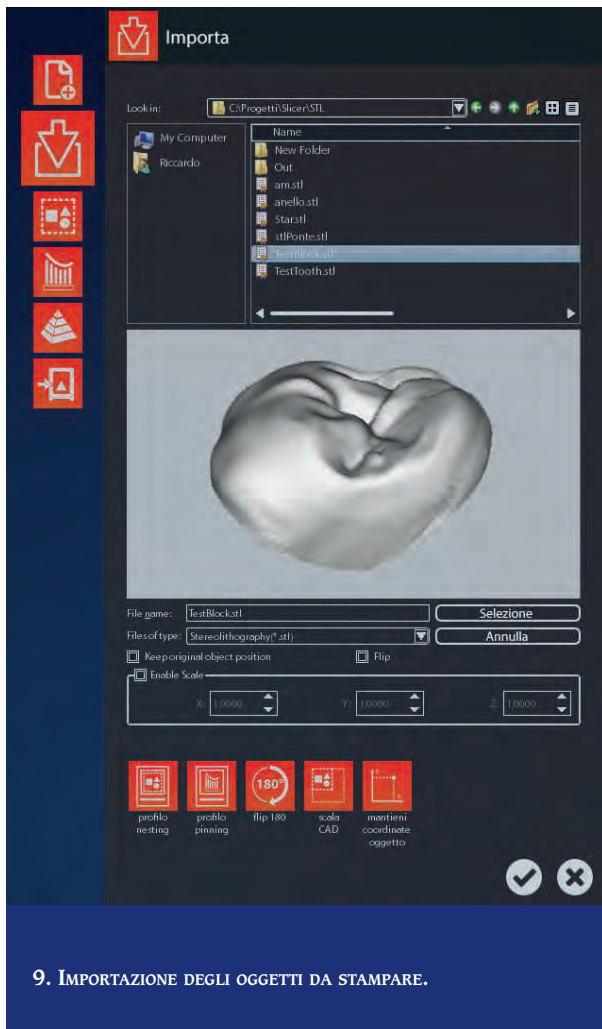 Importa
Look in: C:\Progetti\Slicer\STL
My Computer
Riccardo
Name
New Folder
Out
am.stl
anello.stl
Star.stl
stlPonte.stl
TestBlock.stl
TestTooth.stl
File name: TestBlock.stl Selezione
Files of type: Stereolithography(*.stl) Annulla
Keep original object position Flip
Enable Scale
X: 1.0000 Y: 1.0000 Z: 1.0000
180°
profilo nesting
profilo pinning
flip 180
scala CAD
mantieni coordinate oggetto
9. Importazione degli oggetti da stampare.